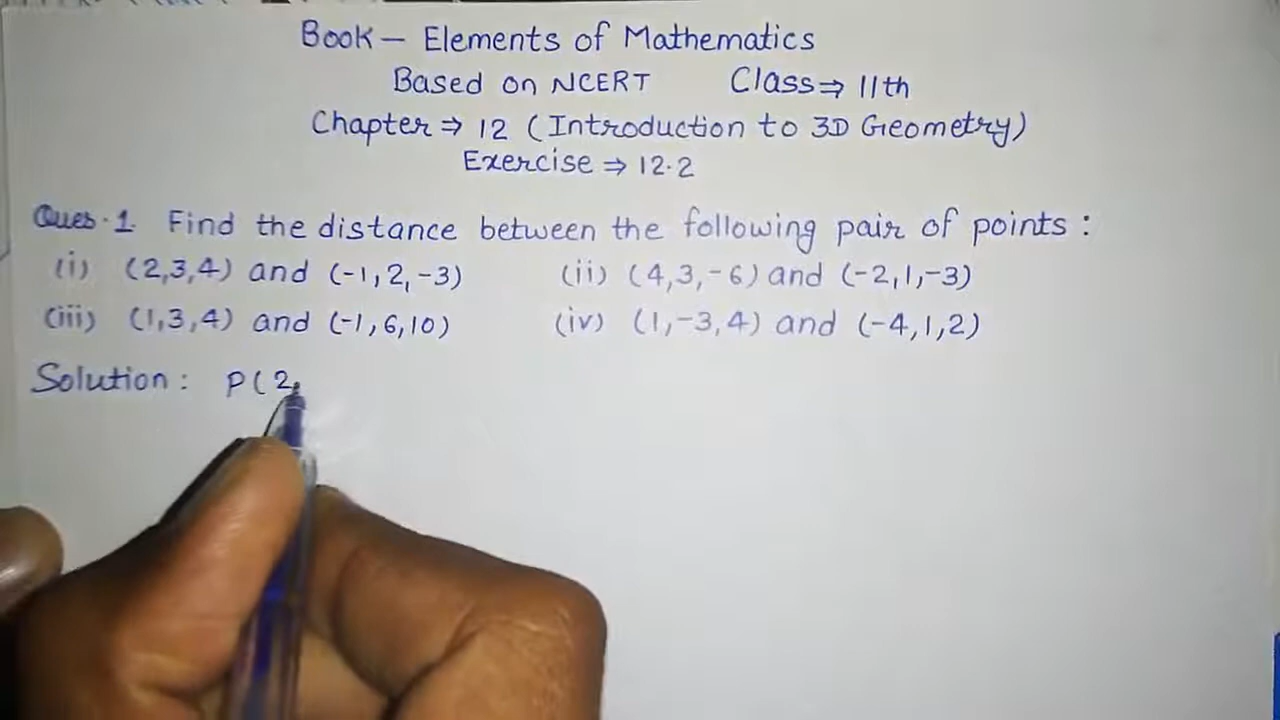 Book – Elements of Mathematics
Based on NCERT Class ⇒ 11th
Chapter ⇒ 12 (Introduction to 3D Geometry)
Exercise ⇒ 12.2
Ques.1. Find the distance between the following pair of points :
(i) (2,3,4) and (-1,2,-3) (ii) (4,3,-6) and (-2,1,-3)
(iii) (1,3,4) and (-1,6,10) (iv) (1,-3,4) and (-4,1,2)
Solution : P(2,